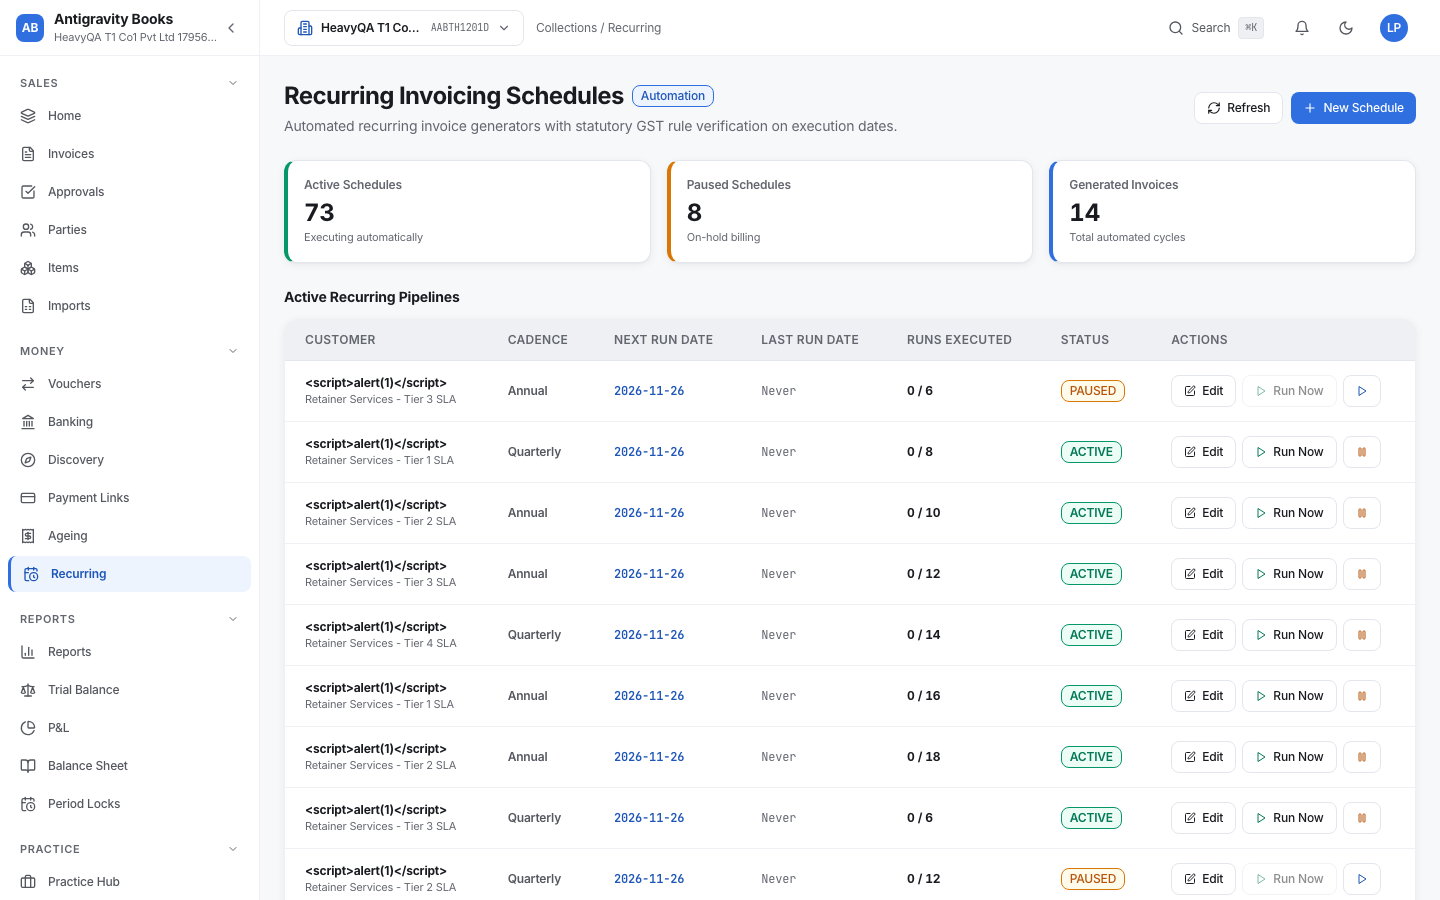 AB
Antigravity Books
HeavyQA T1 Co1 Pvt Ltd 17956...
HeavyQA T1 Co... AABTH1201D
Collections / Recurring
Search ⌘K
LP
SALES
Home
Invoices
Approvals
Parties
Items
Imports
MONEY
Vouchers
Banking
Discovery
Payment Links
Ageing
Recurring
REPORTS
Reports
Trial Balance
P&L
Balance Sheet
Period Locks
PRACTICE
Practice Hub
Recurring Invoicing Schedules Automation
Automated recurring invoice generators with statutory GST rule verification on execution dates.
Refresh
New Schedule
Active Schedules
73
Executing automatically
Paused Schedules
8
On-hold billing
Generated Invoices
14
Total automated cycles
Active Recurring Pipelines
CUSTOMER CADENCE NEXT RUN DATE LAST RUN DATE RUNS EXECUTED STATUS ACTIONS
<script>alert(1)</script>
Retainer Services - Tier 3 SLA
Annual 2026-11-26 Never 0 / 6 PAUSED Edit Run Now
<script>alert(1)</script>
Retainer Services - Tier 1 SLA
Quarterly 2026-11-26 Never 0 / 8 ACTIVE Edit Run Now
<script>alert(1)</script>
Retainer Services - Tier 2 SLA
Annual 2026-11-26 Never 0 / 10 ACTIVE Edit Run Now
<script>alert(1)</script>
Retainer Services - Tier 3 SLA
Annual 2026-11-26 Never 0 / 12 ACTIVE Edit Run Now
<script>alert(1)</script>
Retainer Services - Tier 4 SLA
Quarterly 2026-11-26 Never 0 / 14 ACTIVE Edit Run Now
<script>alert(1)</script>
Retainer Services - Tier 1 SLA
Annual 2026-11-26 Never 0 / 16 ACTIVE Edit Run Now
<script>alert(1)</script>
Retainer Services - Tier 2 SLA
Annual 2026-11-26 Never 0 / 18 ACTIVE Edit Run Now
<script>alert(1)</script>
Retainer Services - Tier 3 SLA
Quarterly 2026-11-26 Never 0 / 6 ACTIVE Edit Run Now
<script>alert(1)</script>
Retainer Services - Tier 2 SLA
Quarterly 2026-11-26 Never 0 / 12 PAUSED Edit Run Now